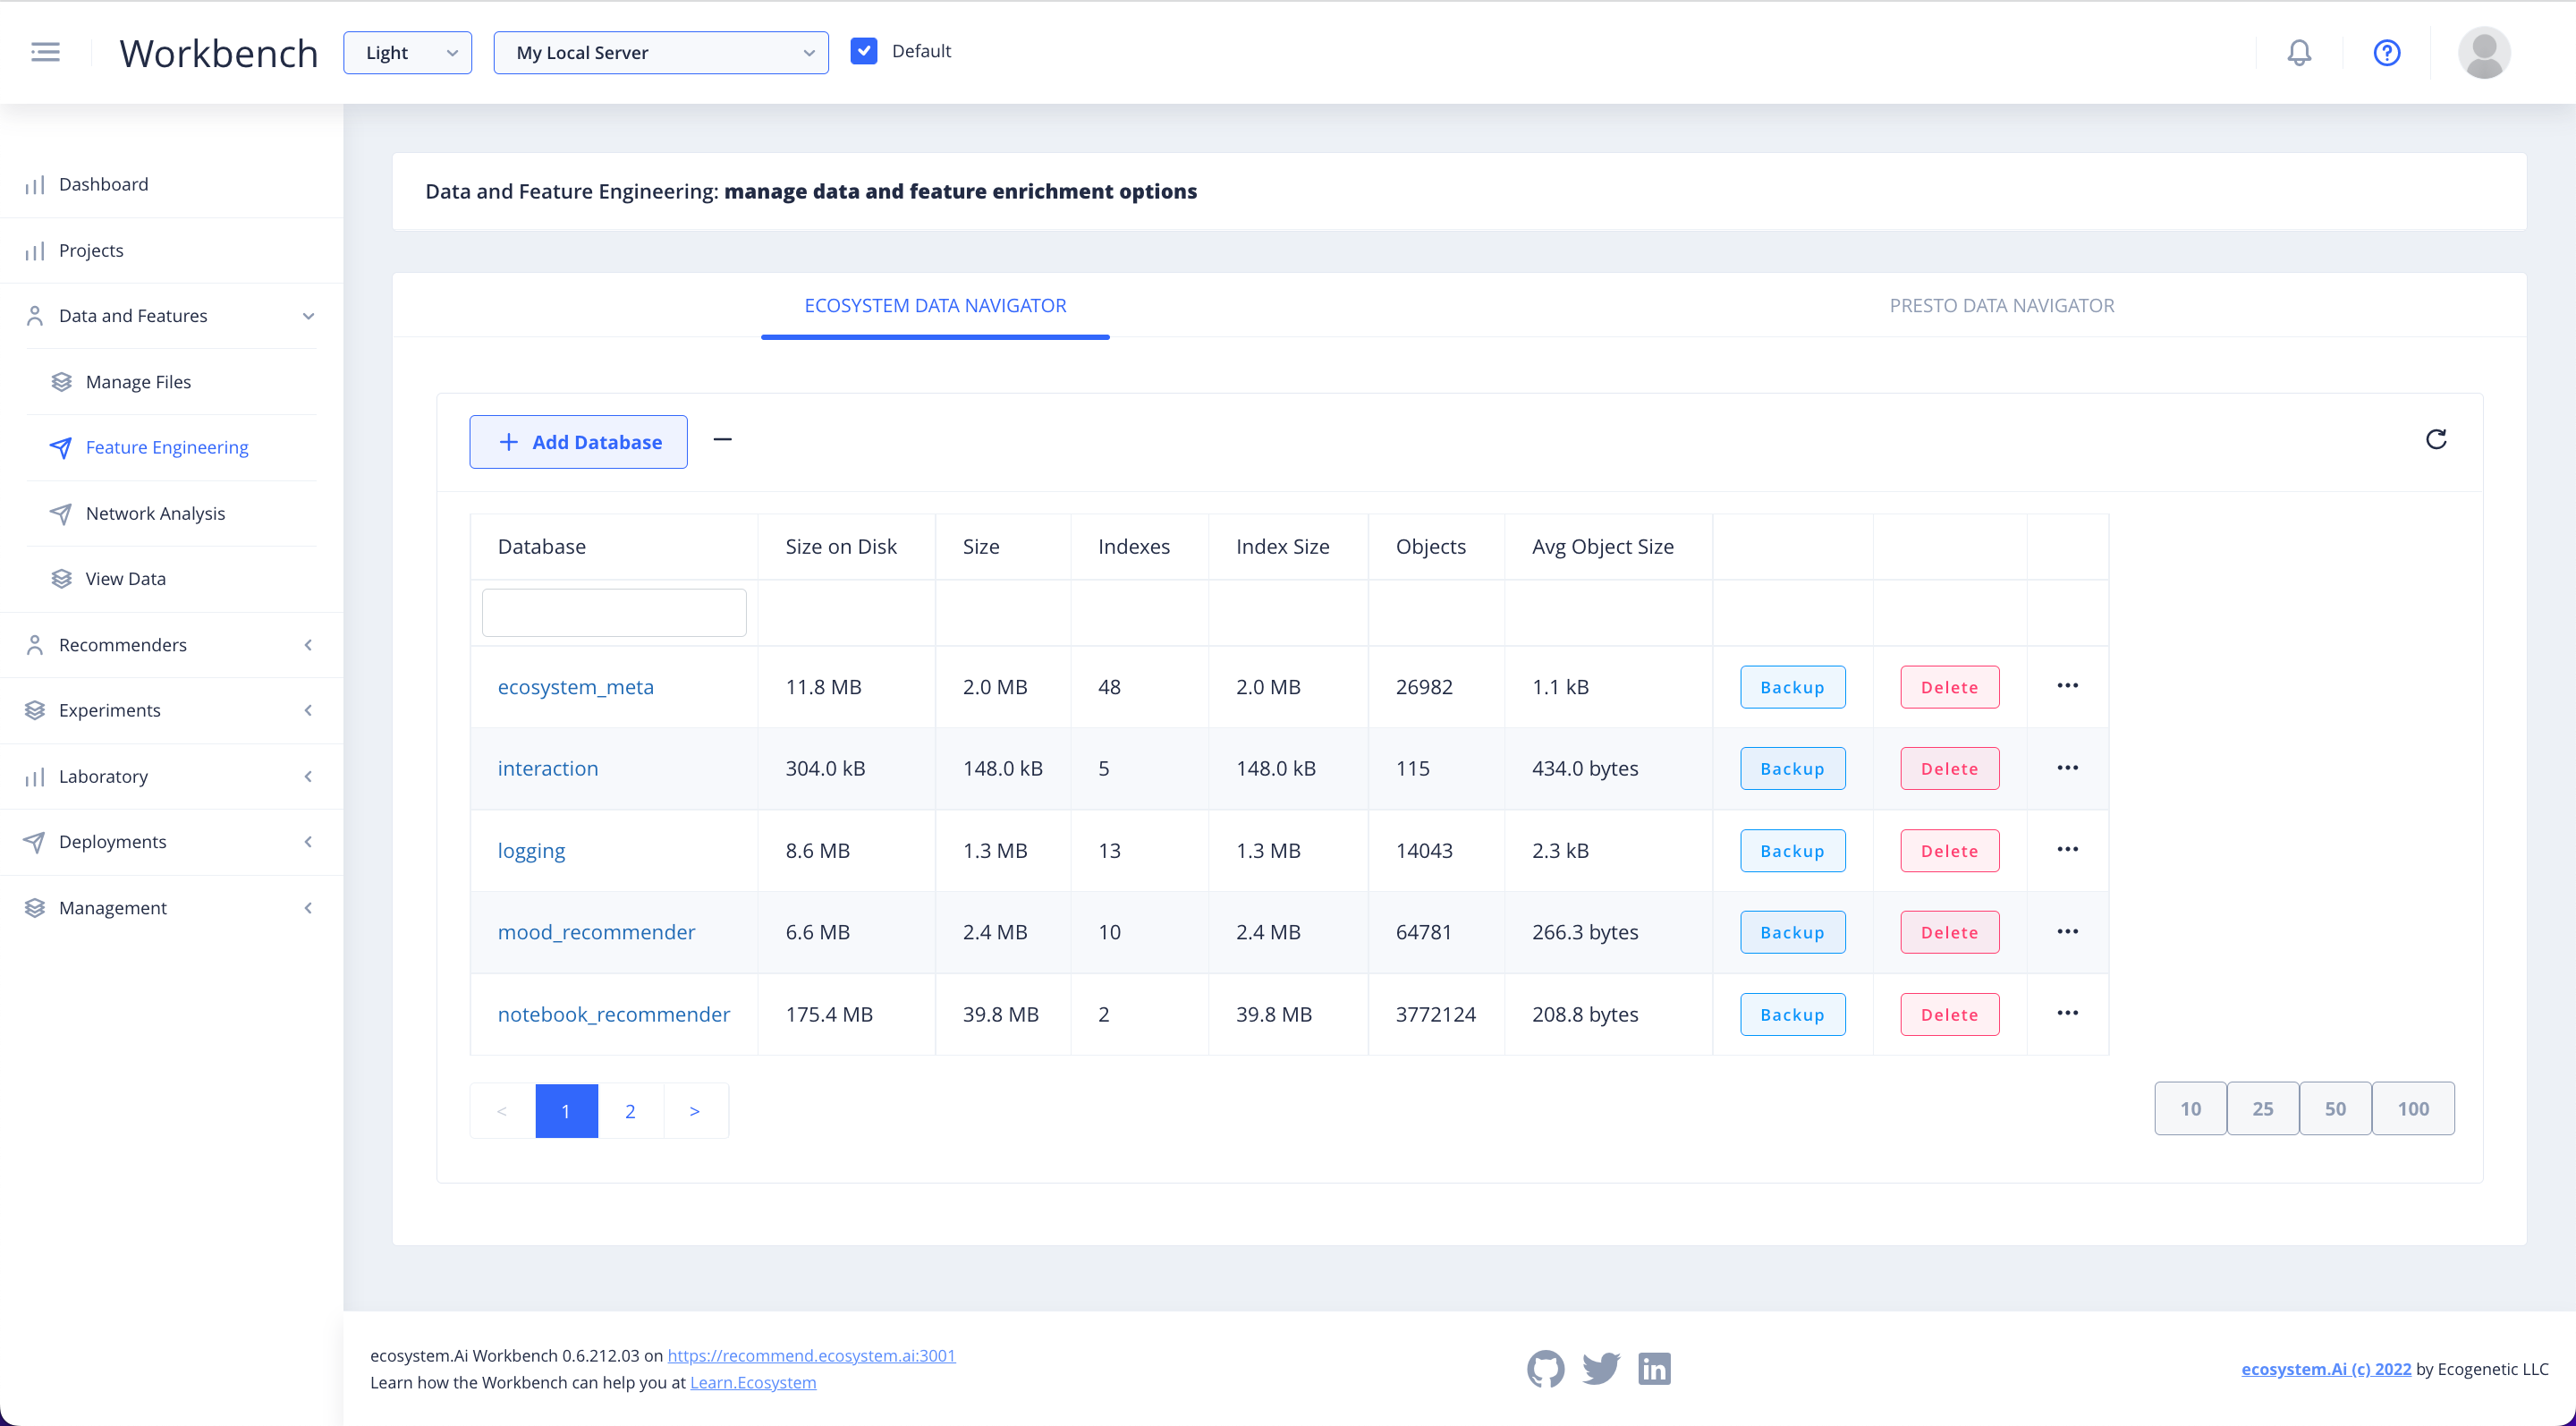 Workbench Light My Local Server Default
Dashboard
Projects
Data and Features
Manage Files
Feature Engineering
Network Analysis
View Data
Recommenders
Experiments
Laboratory
Deployments
Management
Data and Feature Engineering: manage data and feature enrichment options
ECOSYSTEM DATA NAVIGATOR PRESTO DATA NAVIGATOR
+ Add Database
Database Size on Disk Size Indexes Index Size Objects Avg Object Size
ecosystem_meta 11.8 MB 2.0 MB 48 2.0 MB 26982 1.1 kB Backup Delete ...
interaction 304.0 kB 148.0 kB 5 148.0 kB 115 434.0 bytes Backup Delete ...
logging 8.6 MB 1.3 MB 13 1.3 MB 14043 2.3 kB Backup Delete ...
mood_recommender 6.6 MB 2.4 MB 10 2.4 MB 64781 266.3 bytes Backup Delete ...
notebook_recommender 175.4 MB 39.8 MB 2 39.8 MB 3772124 208.8 bytes Backup Delete ...
< 1 2 > 10 25 50 100
ecosystem.Ai Workbench 0.6.212.03 on https://recommend.ecosystem.ai:3001
Learn how the Workbench can help you at Learn.Ecosystem
in
ecosystem.Ai (c) 2022 by Ecogenetic LLC